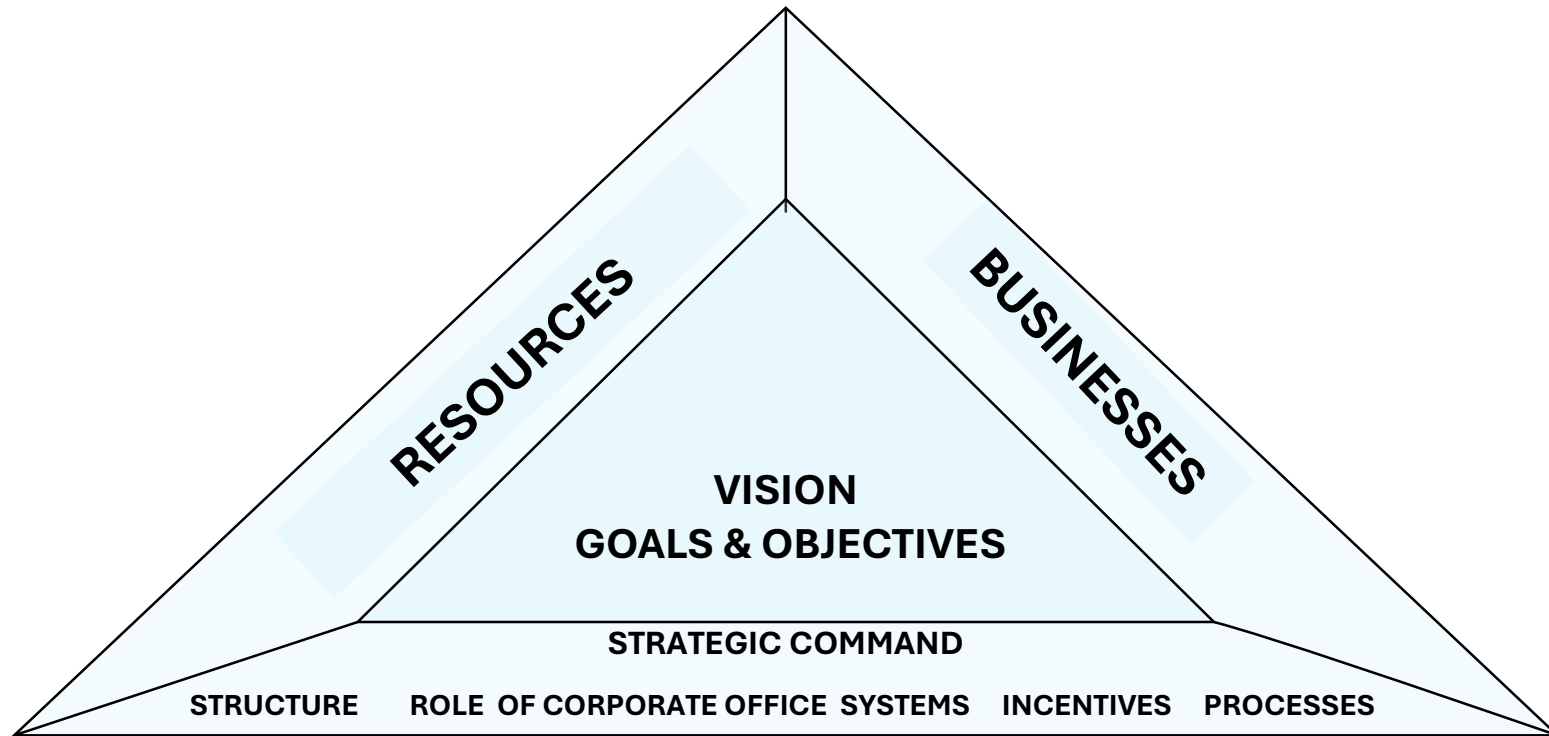 RESOURCES
BUSINESSES
VISION
GOALS & OBJECTIVES
STRATEGIC COMMAND
STRUCTURE ROLE OF CORPORATE OFFICE SYSTEMS INCENTIVES PROCESSES